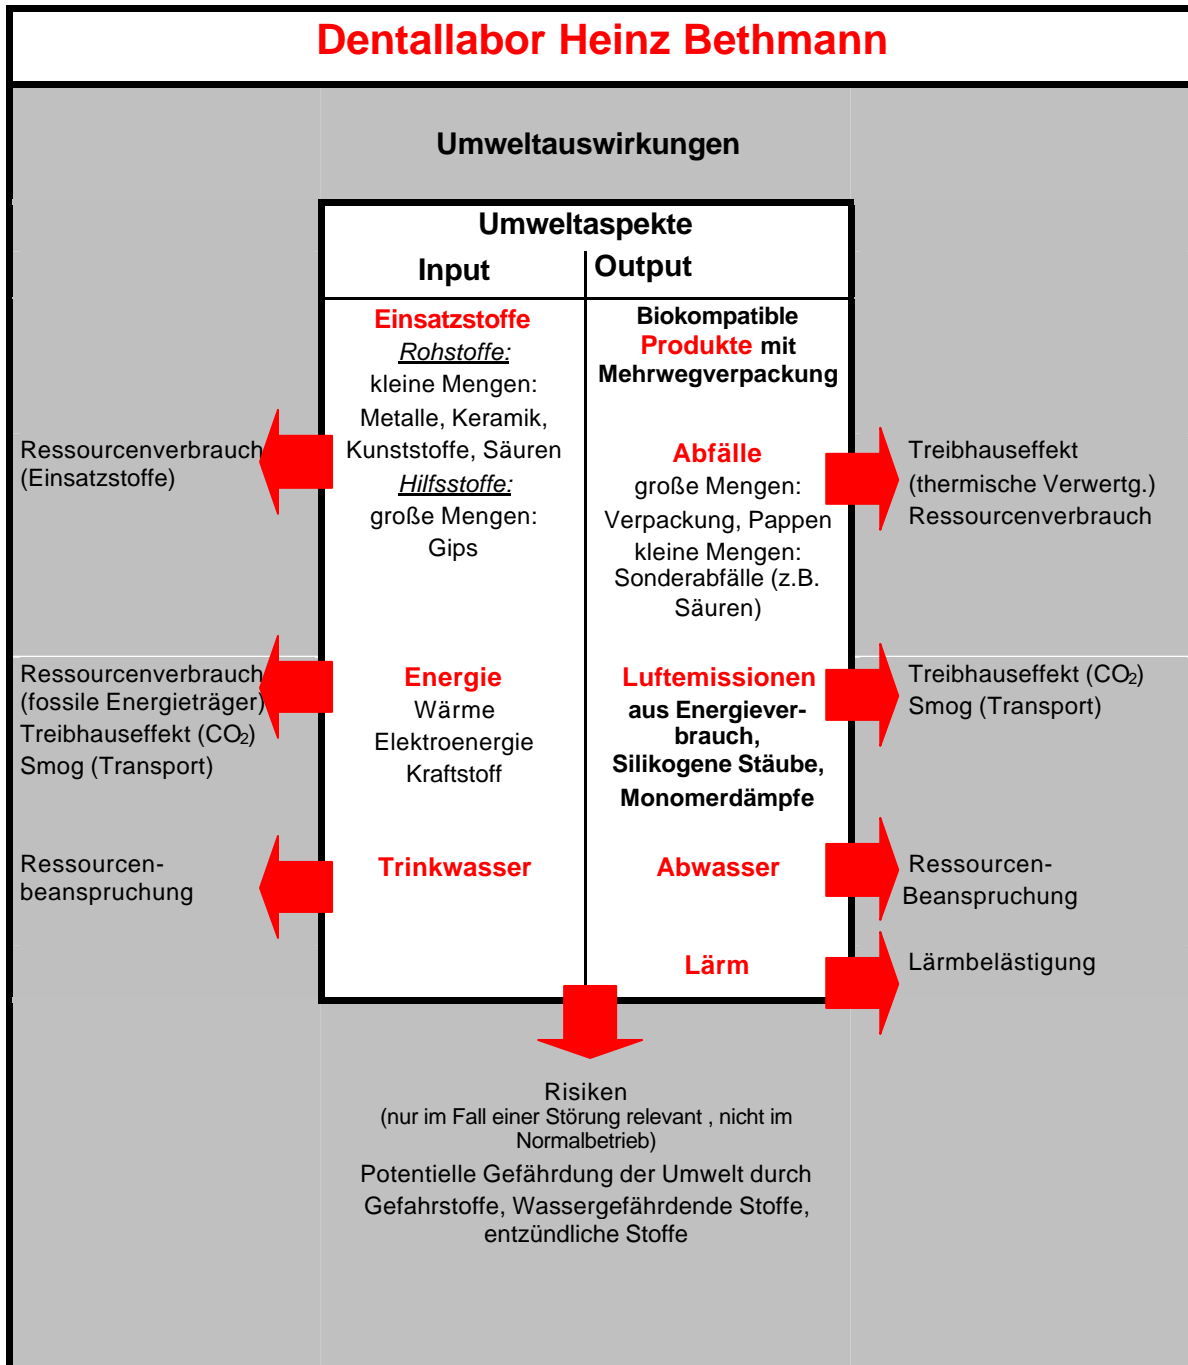 Dentallabor Heinz Bethmann
Umweltauswirkungen
Umweltaspekte
Input
Output
Einsatzstoffe
Rohstoffe:
kleine Mengen:
Metalle, Keramik,
Kunststoffe, Säuren
Hilfsstoffe:
große Mengen:
Gips
Biokompatible
Produkte mit
Mehrwegverpackung
Abfälle
große Mengen:
Verpackung, Pappen
kleine Mengen:
Sonderabfälle (z.B.
Säuren)
Ressourcenverbrauch
(Einsatzstoffe)
Treibhauseffekt
(thermische Verwertg.)
Ressourcenverbrauch
Ressourcenverbrauch
(fossile Energieträger)
Treibhauseffekt (CO₂)
Smog (Transport)
Energie
Wärme
Elektroenergie
Kraftstoff
Luftemissionen
aus Energiever-
brauch,
Silikogene Stäube,
Monomerdämpfe
Treibhauseffekt (CO₂)
Smog (Transport)
Ressourcen-
beanspruchung
Trinkwasser
Abwasser
Ressourcen-
Beanspruchung
Lärm
Lärmbelästigung
Risiken
(nur im Fall einer Störung relevant , nicht im
Normalbetrieb)
Potentielle Gefährdung der Umwelt durch
Gefahrstoffe, Wassergefährdende Stoffe,
entzündliche Stoffe